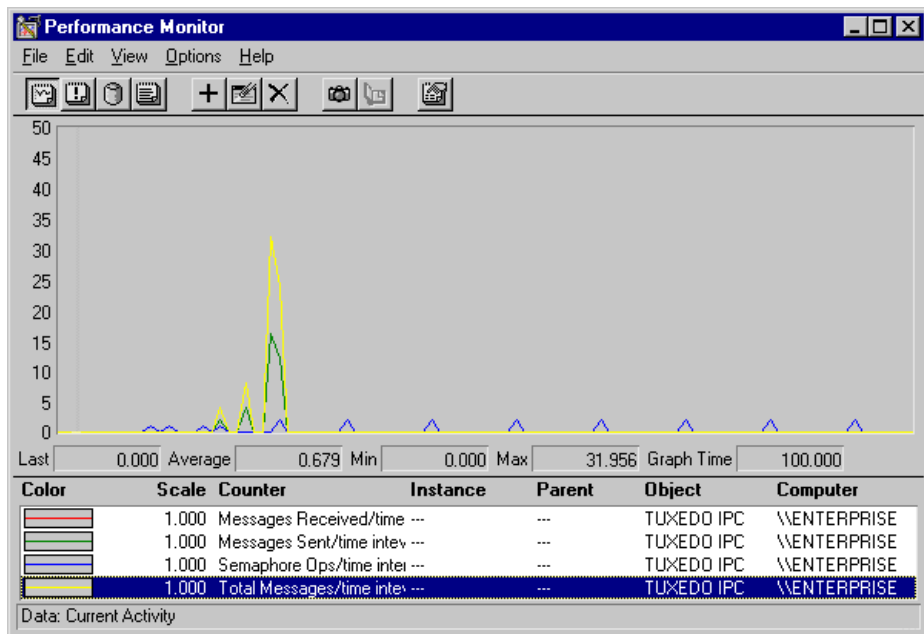 Performance Monitor
File Edit View Options Help
50
45
40
35
30
25
20
15
10
5
0
Last 0.000 Average 0.679 Min 0.000 Max 31.956 Graph Time 100.000
Color Scale Counter Instance Parent Object Computer
1.000 Messages Received/time --- --- TUXEDO IPC \\ENTERPRISE
1.000 Messages Sent/time intev --- --- TUXEDO IPC \\ENTERPRISE
1.000 Semaphore Ops/time inter --- --- TUXEDO IPC \\ENTERPRISE
1.000 Total Messages/time intev --- --- TUXEDO IPC \\ENTERPRISE
Data: Current Activity